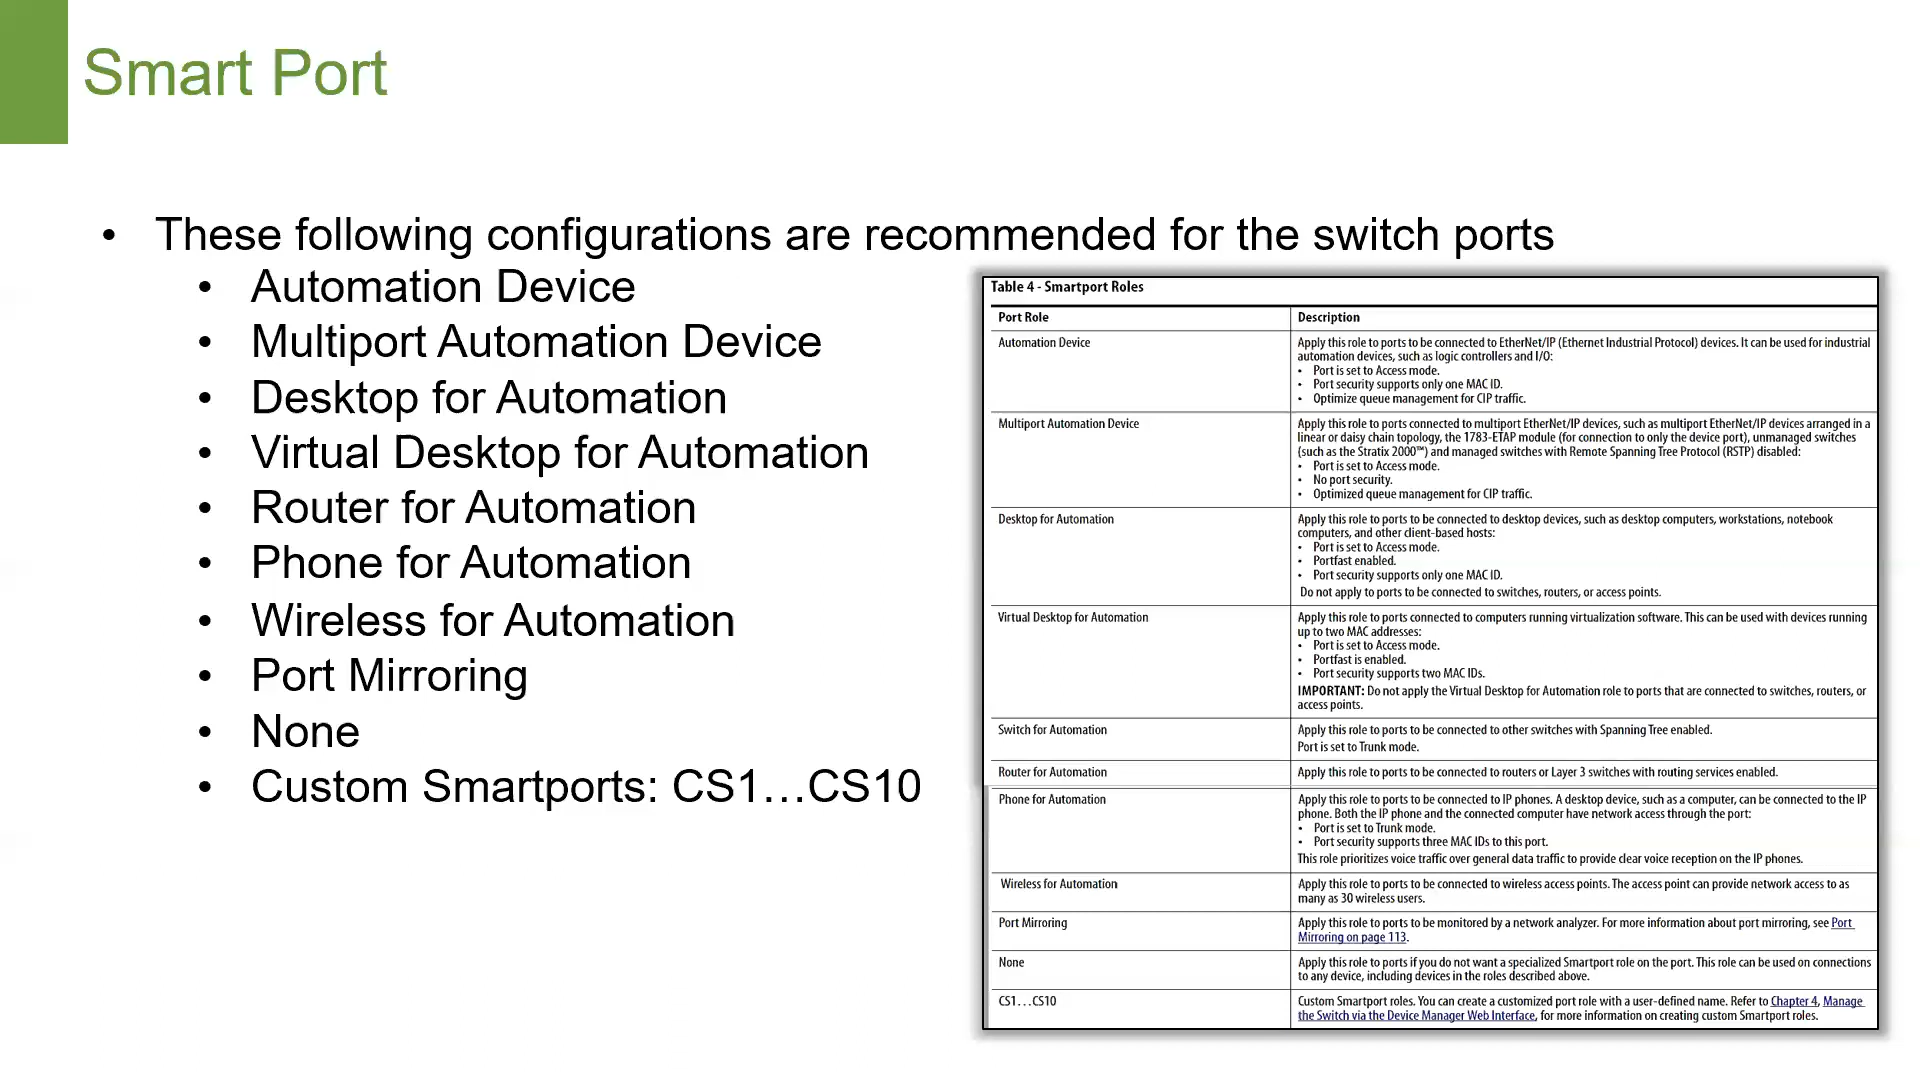 Smart Port
• These following configurations are recommended for the switch ports
• Automation Device
• Multiport Automation Device
• Desktop for Automation
• Virtual Desktop for Automation
• Router for Automation
• Phone for Automation
• Wireless for Automation
• Port Mirroring
• None
• Custom Smartports: CS1…CS10
Table 4 - Smartport Roles
Port Role Description
Automation Device Apply this role to ports to be connected to EtherNet/IP (Ethernet Industrial Protocol) devices. It can be used for industrial
automation devices, such as logic controllers and I/O:
• Port is set to Access mode.
• Port security supports only one MAC ID.
• Optimize queue management for CIP traffic.
Multiport Automation Device Apply this role to ports connected to multiport EtherNet/IP devices, such as multiport EtherNet/IP devices arranged in a
linear or daisy chain topology, the 1783-ETAP module (for connection to only the device port), unmanaged switches
(such as the Stratix 2000™) and managed switches with Remote Spanning Tree Protocol (RSTP) disabled:
• Port is set to Access mode.
• No port security.
• Optimized queue management for CIP traffic.
Desktop for Automation Apply this role to ports to be connected to desktop devices, such as desktop computers, workstations, notebook
computers, and other client-based hosts:
• Port is set to Access mode.
• Portfast enabled.
• Port security supports only one MAC ID.
Do not apply to ports to be connected to switches, routers, or access points.
Virtual Desktop for Automation Apply this role to ports connected to computers running virtualization software. This can be used with devices running
up to two MAC addresses:
• Port is set to Access mode.
• Portfast is enabled.
• Port security supports two MAC IDs.
IMPORTANT: Do not apply the Virtual Desktop for Automation role to ports that are connected to switches, routers, or
access points.
Switch for Automation Apply this role to ports to be connected to other switches with Spanning Tree enabled.
Port is set to Trunk mode.
Router for Automation Apply this role to ports to be connected to routers or Layer 3 switches with routing services enabled.
Phone for Automation Apply this role to ports to be connected to IP phones. A desktop device, such as a computer, can be connected to the IP
phone. Both the IP phone and the connected computer have network access through the port:
• Port is set to Trunk mode.
• Port security supports three MAC IDs to this port.
This role prioritizes voice traffic over general data traffic to provide clear voice reception on the IP phones.
Wireless for Automation Apply this role to ports to be connected to wireless access points. The access point can provide network access to as
many as 30 wireless users.
Port Mirroring Apply this role to ports to be monitored by a network analyzer. For more information about port mirroring, see Port
Mirroring on page 113.
None Apply this role to ports if you do not want a specialized Smartport role on the port. This role can be used on connections
to any device, including devices in the roles described above.
CS1…CS10 Custom Smartport roles. You can create a customized port role with a user-defined name. Refer to Chapter 4, Manage
the Switch via the Device Manager Web Interface, for more information on creating custom Smartport roles.